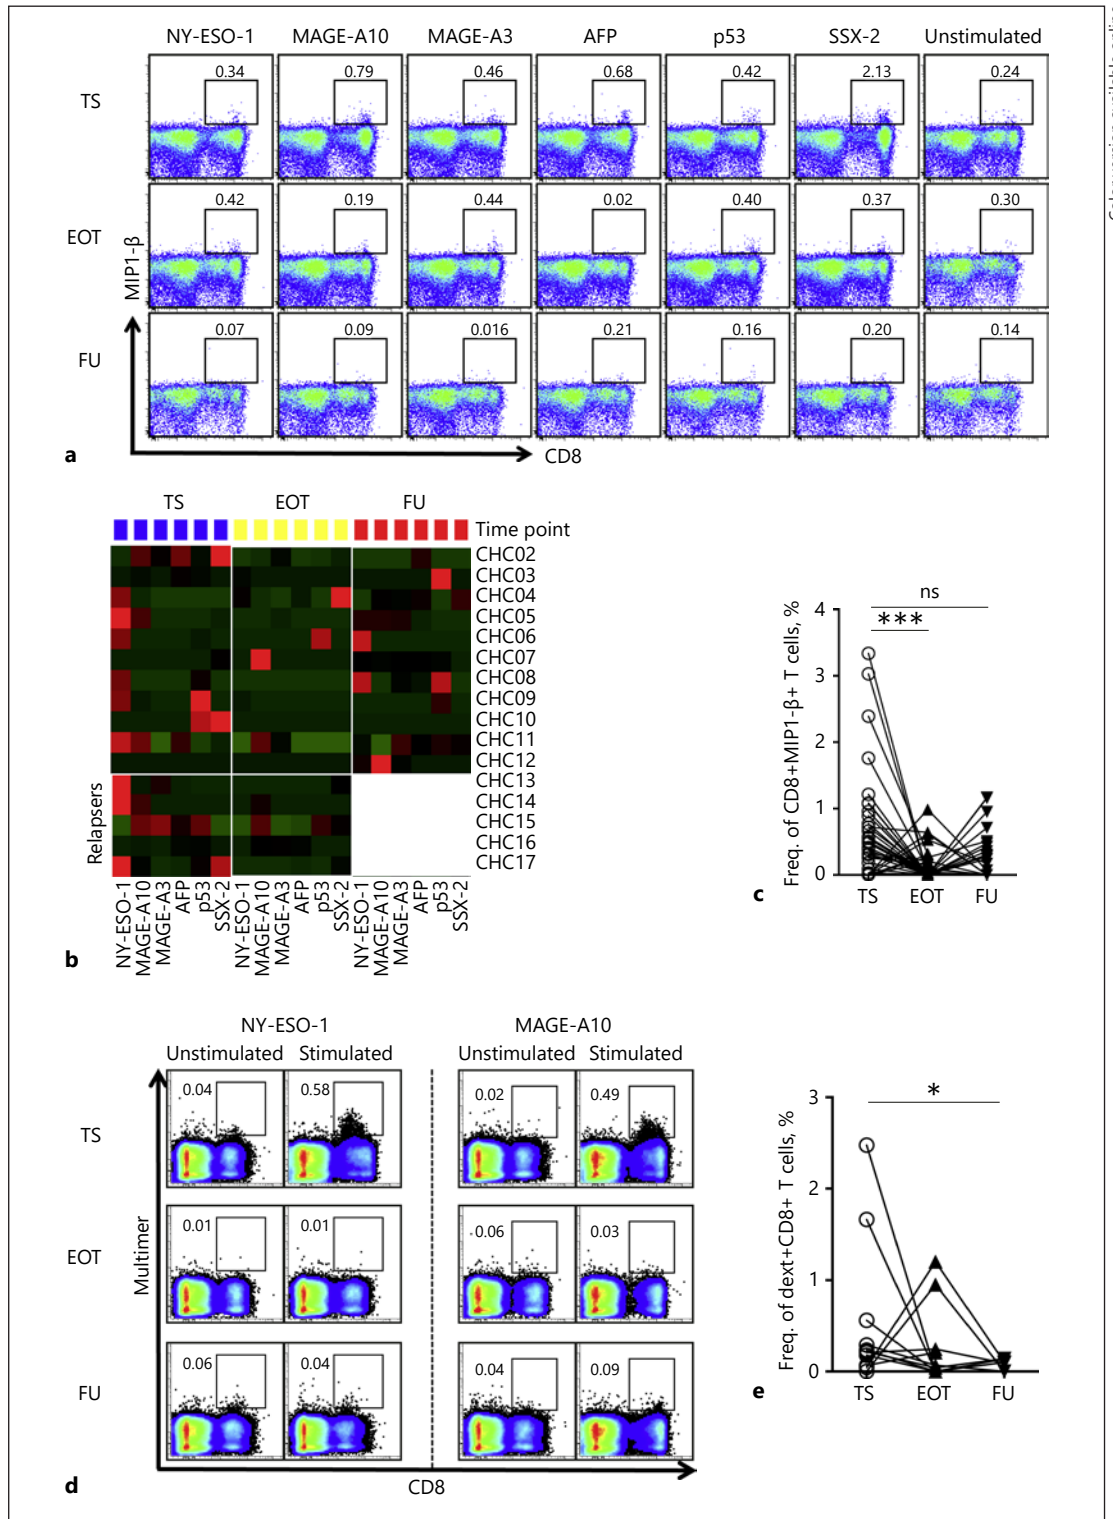 NY-ESO-1 MAGE-A10 MAGE-A3 AFP p53 SSX-2 Unstimulated
TS 0.34 0.79 0.46 0.68 0.42 2.13 0.24
EOT 0.42 0.19 0.44 0.02 0.40 0.37 0.30
FU 0.07 0.09 0.016 0.21 0.16 0.20 0.14
MIP1-β
CD8
a
TS EOT FU
Time point
CHC02
CHC03
CHC04
CHC05
CHC06
CHC07
CHC08
CHC09
CHC10
CHC11
CHC12
CHC13
CHC14
CHC15
CHC16
CHC17
Relapsers
NY-ESO-1 MAGE-A10 MAGE-A3 AFP p53 SSX-2 NY-ESO-1 MAGE-A10 MAGE-A3 AFP p53 SSX-2 NY-ESO-1 MAGE-A10 MAGE-A3 AFP p53 SSX-2
b
Freq. of CD8+MIP1-β+ T cells, %
4
3
2
1
0
ns
***
TS EOT FU
c
NY-ESO-1 MAGE-A10
Unstimulated Stimulated Unstimulated Stimulated
TS 0.04 0.58 0.02 0.49
EOT 0.01 0.01 0.06 0.03
FU 0.06 0.04 0.04 0.09
Multimer
CD8
d
Freq. of dext+CD8+ T cells, %
3
2
1
0
*
TS EOT FU
e